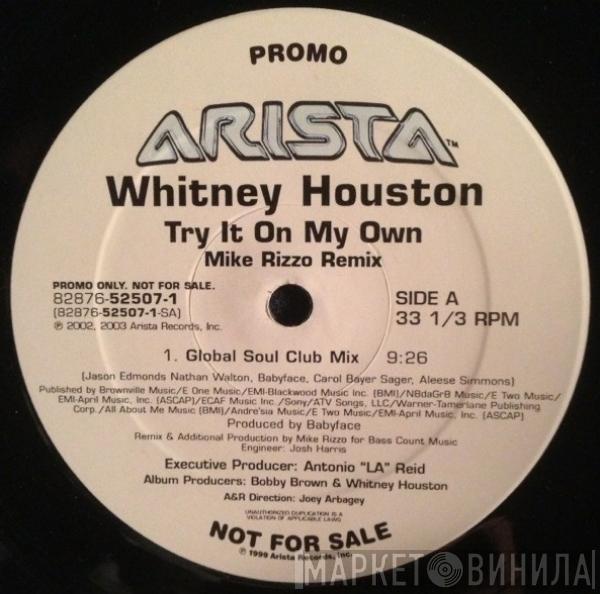 PROMO
ARISTA™
Whitney Houston
Try It On My Own
Mike Rizzo Remix
PROMO ONLY. NOT FOR SALE.
82876-52507-1
(82876-52507-1-SA)
℗ 2002, 2003 Arista Records, Inc.
SIDE A
33 1/3 RPM
1. Global Soul Club Mix 9:26
(Jason Edmonds Nathan Walton, Babyface, Carol Bayer Sager, Aleese Simmons)
Published by Brownville Music/E One Music/EMI-Blackwood Music Inc. (BMI)/NBdaGrB Music/E Two Music/
EMI-April Music, Inc. (ASCAP)/ECAF Music Inc./Sony/ATV Songs, LLC/Warner-Tamerlane Publishing
Corp./All About Me Music (BMI)/Andre'sia Music/E Two Music/EMI-April Music, Inc. (ASCAP)
Produced by Babyface
Remix & Additional Production by Mike Rizzo for Bass Count Music
Engineer: Josh Harris
Executive Producer: Antonio "LA" Reid
Album Producers: Bobby Brown & Whitney Houston
A&R Direction: Joey Arbagey
UNAUTHORIZED DUPLICATION IS A
VIOLATION OF APPLICABLE LAWS
NOT FOR SALE
℗ 1999 Arista Records, Inc.
МАРКЕТ ВИНИЛА